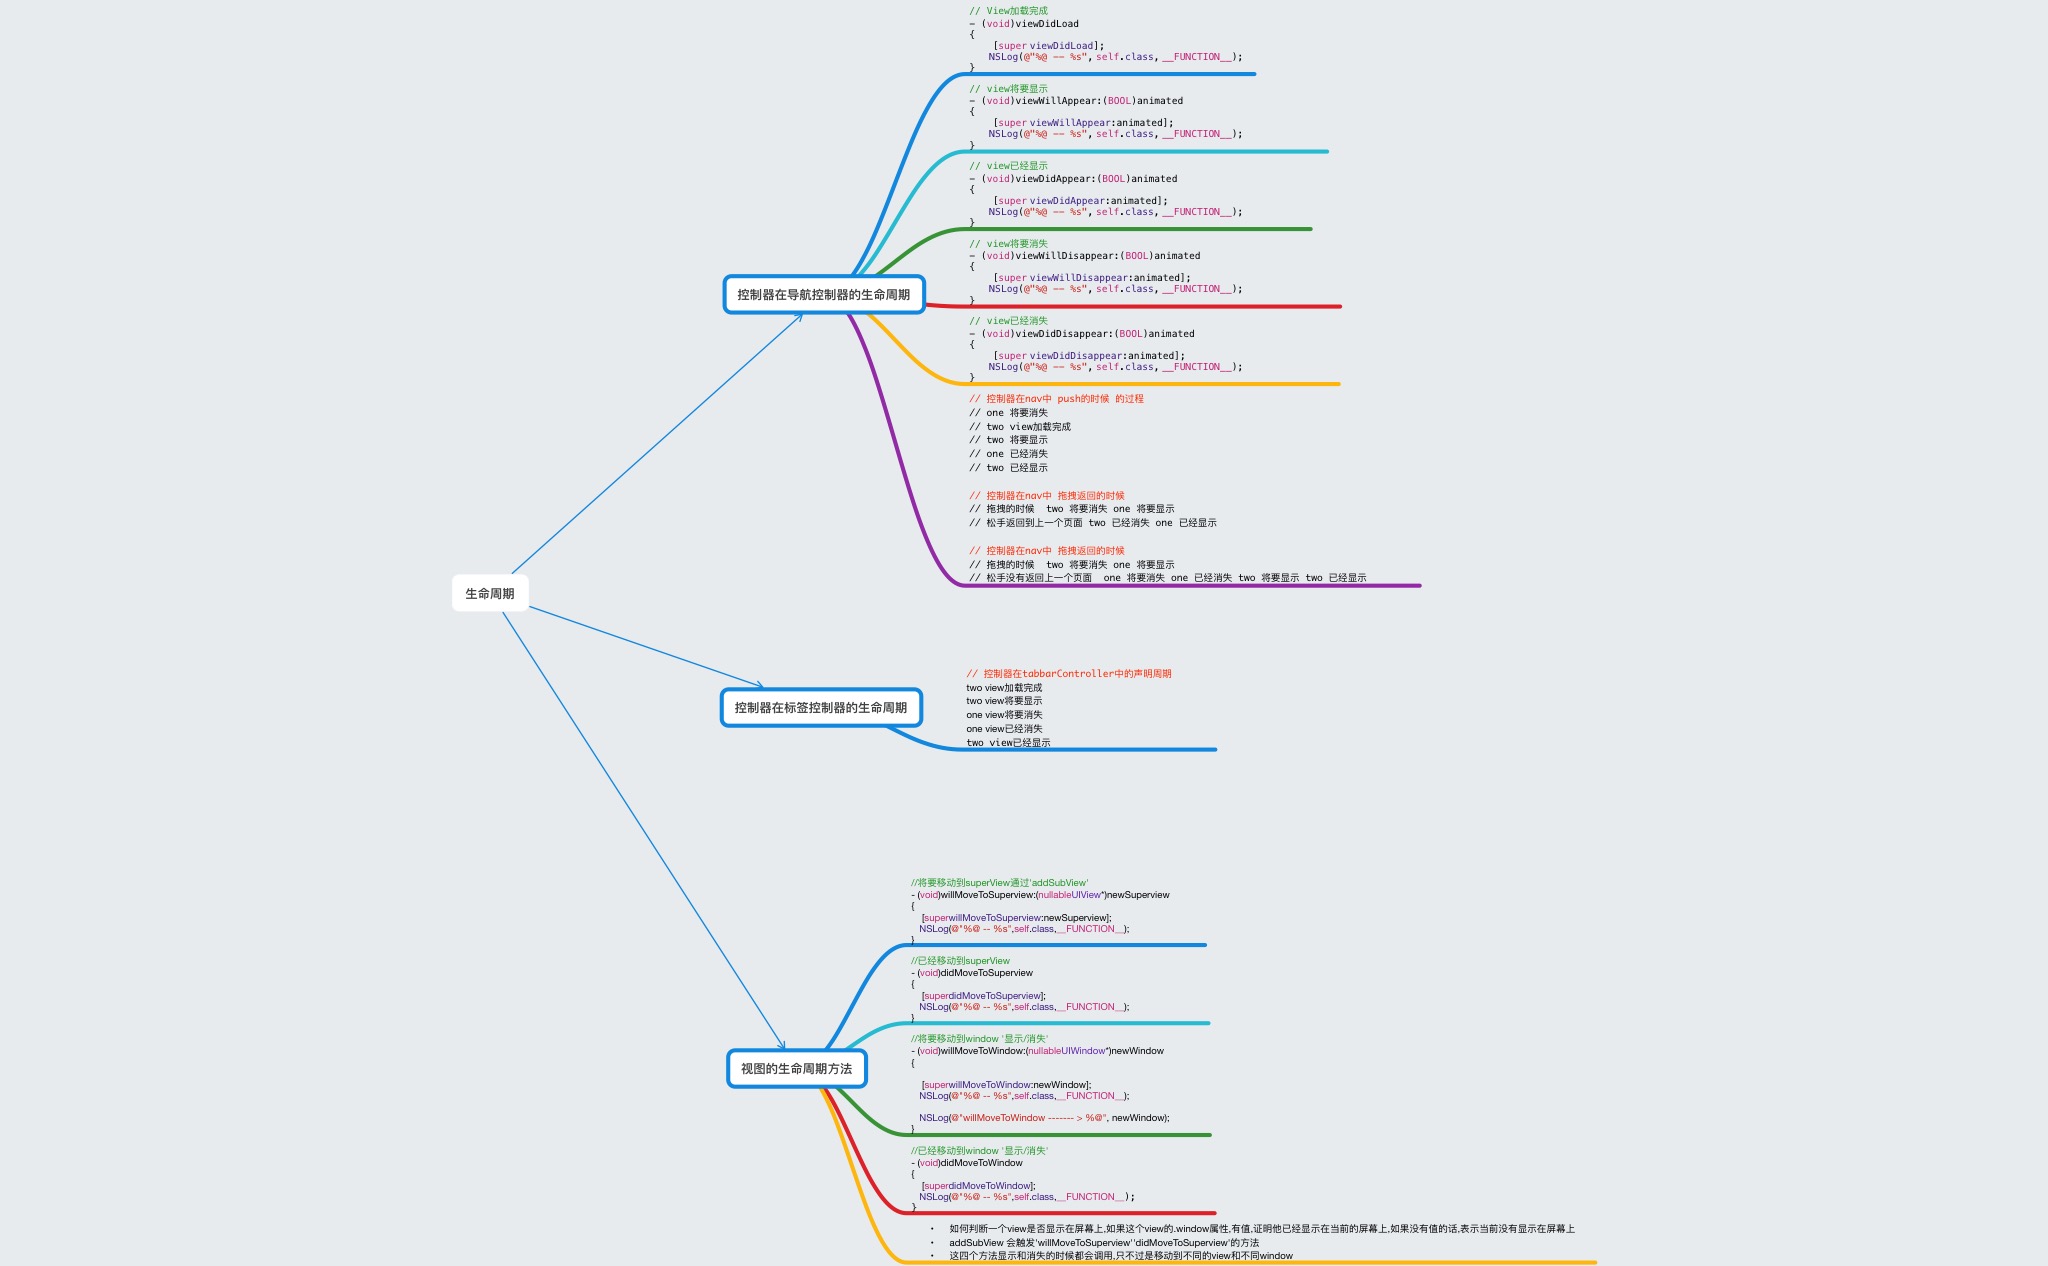 生命周期
控制器在导航控制器的生命周期
// View加载完成
- (void)viewDidLoad
{
[super viewDidLoad];
NSLog(@"%@ -- %s", self.class, __FUNCTION__);
}
// view将要显示
- (void)viewWillAppear:(BOOL)animated
{
[super viewWillAppear:animated];
NSLog(@"%@ -- %s", self.class, __FUNCTION__);
}
// view已经显示
- (void)viewDidAppear:(BOOL)animated
{
[super viewDidAppear:animated];
NSLog(@"%@ -- %s", self.class, __FUNCTION__);
}
// view将要消失
- (void)viewWillDisappear:(BOOL)animated
{
[super viewWillDisappear:animated];
NSLog(@"%@ -- %s", self.class, __FUNCTION__);
}
// view已经消失
- (void)viewDidDisappear:(BOOL)animated
{
[super viewDidDisappear:animated];
NSLog(@"%@ -- %s", self.class, __FUNCTION__);
}
// 控制器在nav中 push的时候 的过程
// one 将要消失
// two view加载完成
// two 将要显示
// one 已经消失
// two 已经显示
// 控制器在nav中 拖拽返回的时候
// 拖拽的时候  two 将要消失 one 将要显示
// 松手返回到上一个页面 two 已经消失 one 已经显示
// 控制器在nav中 拖拽返回的时候
// 拖拽的时候  two 将要消失 one 将要显示
// 松手没有返回上一个页面  one 将要消失 one 已经消失 two 将要显示 two 已经显示
控制器在标签控制器的生命周期
// 控制器在tabbarController中的声明周期
two view加载完成
two view将要显示
one view将要消失
one view已经消失
two view已经显示
视图的生命周期方法
//将要移动到superView通过'addSubView'
- (void)willMoveToSuperview:(nullableUIView*)newSuperview
{
[superwillMoveToSuperview:newSuperview];
NSLog(@"%@ -- %s",self.class,__FUNCTION__);
}
//已经移动到superView
- (void)didMoveToSuperview
{
[superdidMoveToSuperview];
NSLog(@"%@ -- %s",self.class,__FUNCTION__);
}
//将要移动到window '显示/消失'
- (void)willMoveToWindow:(nullableUIWindow*)newWindow
{
[superwillMoveToWindow:newWindow];
NSLog(@"%@ -- %s",self.class,__FUNCTION__);
NSLog(@"willMoveToWindow ------- > %@", newWindow);
}
//已经移动到window '显示/消失'
- (void)didMoveToWindow
{
[superdidMoveToWindow];
NSLog(@"%@ -- %s",self.class,__FUNCTION__);
}
• 如何判断一个view是否显示在屏幕上,如果这个view的.window属性,有值,证明他已经显示在当前的屏幕上,如果没有值的话,表示当前没有显示在屏幕上
• addSubView 会触发'willMoveToSuperview' 'didMoveToSuperview'的方法
• 这四个方法显示和消失的时候都会调用,只不过是移动到不同的view和不同window